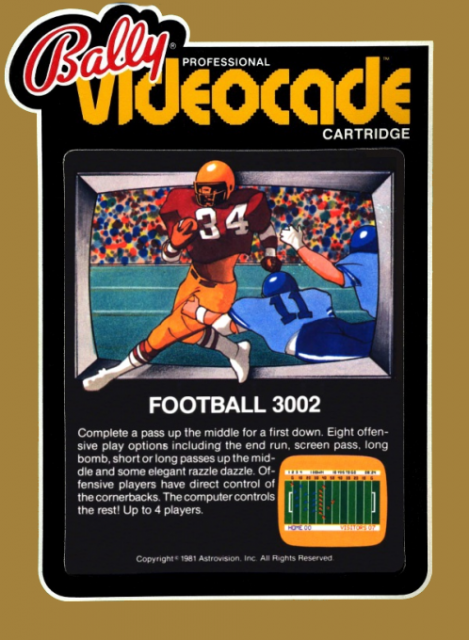 Bally®
PROFESSIONAL
VIDEOCADE™
CARTRIDGE
34
11
FOOTBALL 3002
Complete a pass up the middle for a first down. Eight offen-
sive play options including the end run, screen pass, long
bomb, short or long passes up the mid-
dle and some elegant razzle dazzle. Of-
fensive players have direct control of
the cornerbacks. The computer controls
the rest! Up to 4 players.
HOME 00 VISITORS 07
Copyright © 1981 Astrovision, Inc. All Rights Reserved.